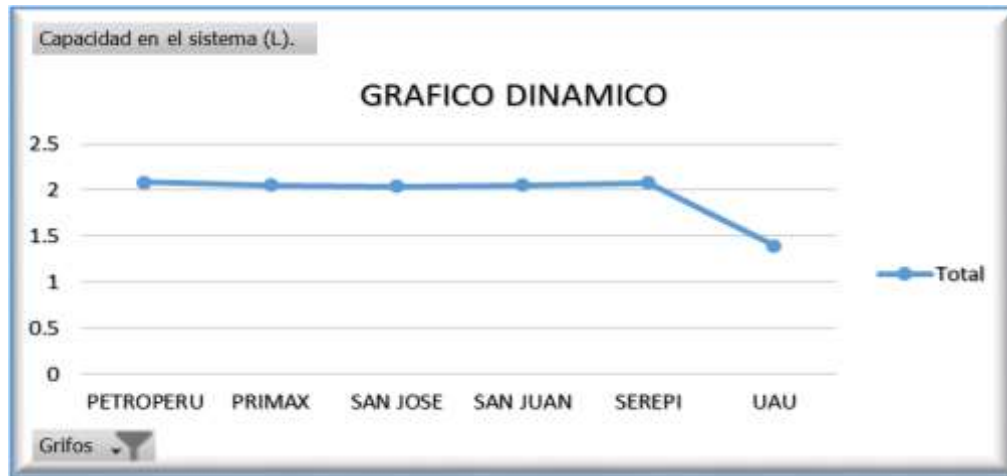 Capacidad en el sistema (L).
GRAFICO DINAMICO
2.5
2
1.5
1
0.5
0
PETROPERU PRIMAX SAN JOSE SAN JUAN SEREPI UAU
Total
Grifos